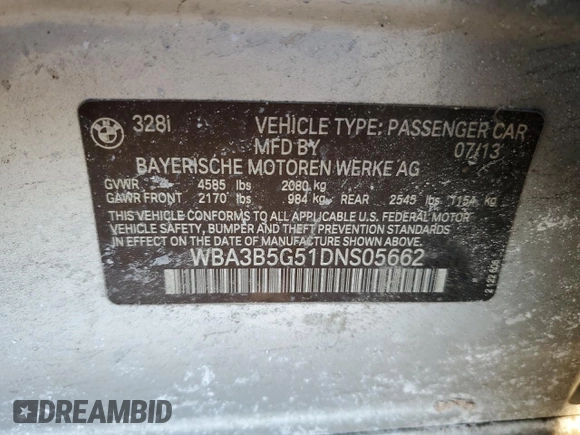 328i VEHICLE TYPE: PASSENGER CAR
MFD BY 07/13
BAYERISCHE MOTOREN WERKE AG
GVWR 4585 lbs 2080 kg
GAWR FRONT 2170 lbs 984 kg REAR 2545 lbs 1154 kg
THIS VEHICLE CONFORMS TO ALL APPLICABLE U.S. FEDERAL MOTOR
VEHICLE SAFETY, BUMPER, AND THEFT PREVENTION STANDARDS
IN EFFECT ON THE DATE OF MANUFACTURE SHOWN ABOVE.
WBA3B5G51DNS05662
DREAMBID